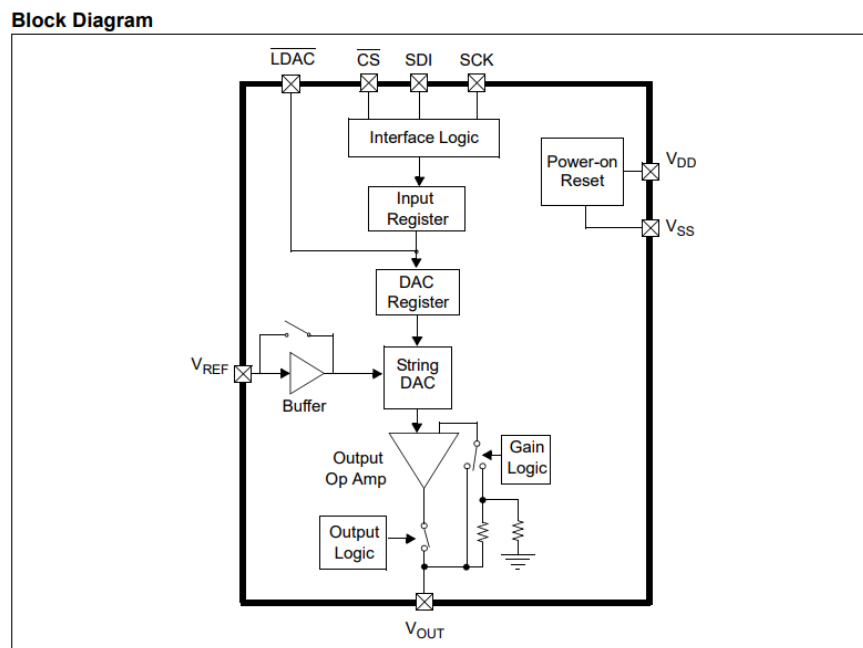 Block Diagram
LDAC CS SDI SCK
Interface Logic
Power-on
Reset
VDD
Input
Register
VSS
DAC
Register
VREF
String
DAC
Buffer
Output
Op Amp
Gain
Logic
Output
Logic
VOUT